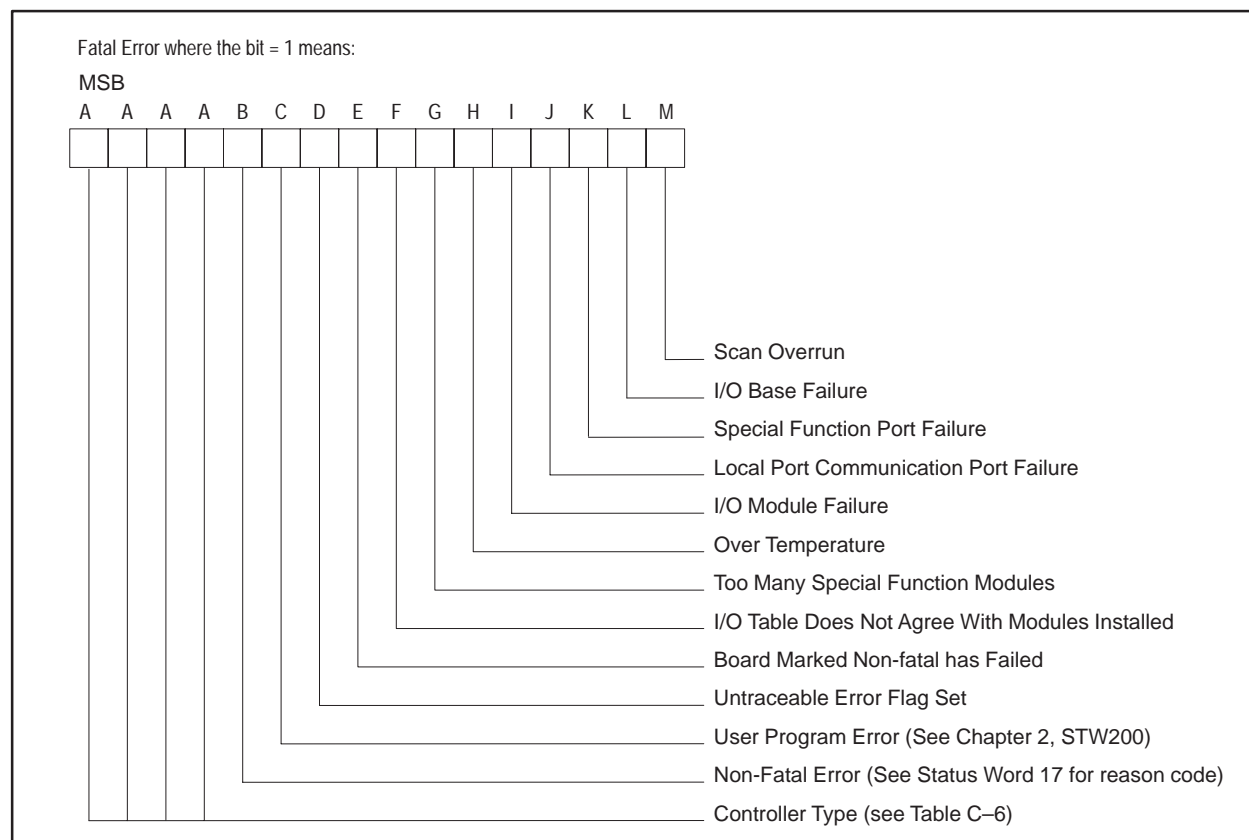 Fatal Error where the bit = 1 means:
MSB
A A A A B C D E F G H I J K L M
Scan Overrun
I/O Base Failure
Special Function Port Failure
Local Port Communication Port Failure
I/O Module Failure
Over Temperature
Too Many Special Function Modules
I/O Table Does Not Agree With Modules Installed
Board Marked Non-fatal has Failed
Untraceable Error Flag Set
User Program Error (See Chapter 2, STW200)
Non-Fatal Error (See Status Word 17 for reason code)
Controller Type (see Table C–6)